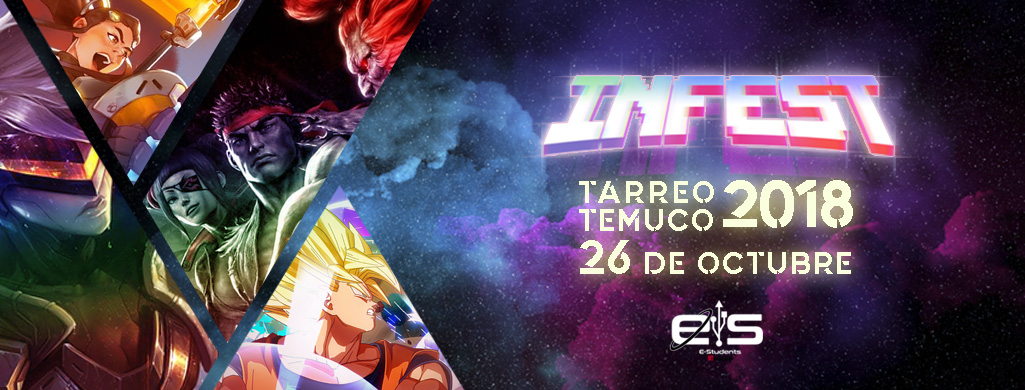 INFEST
TARREO
TEMUCO 2018
26 DE OCTUBRE
E-S
E-Students